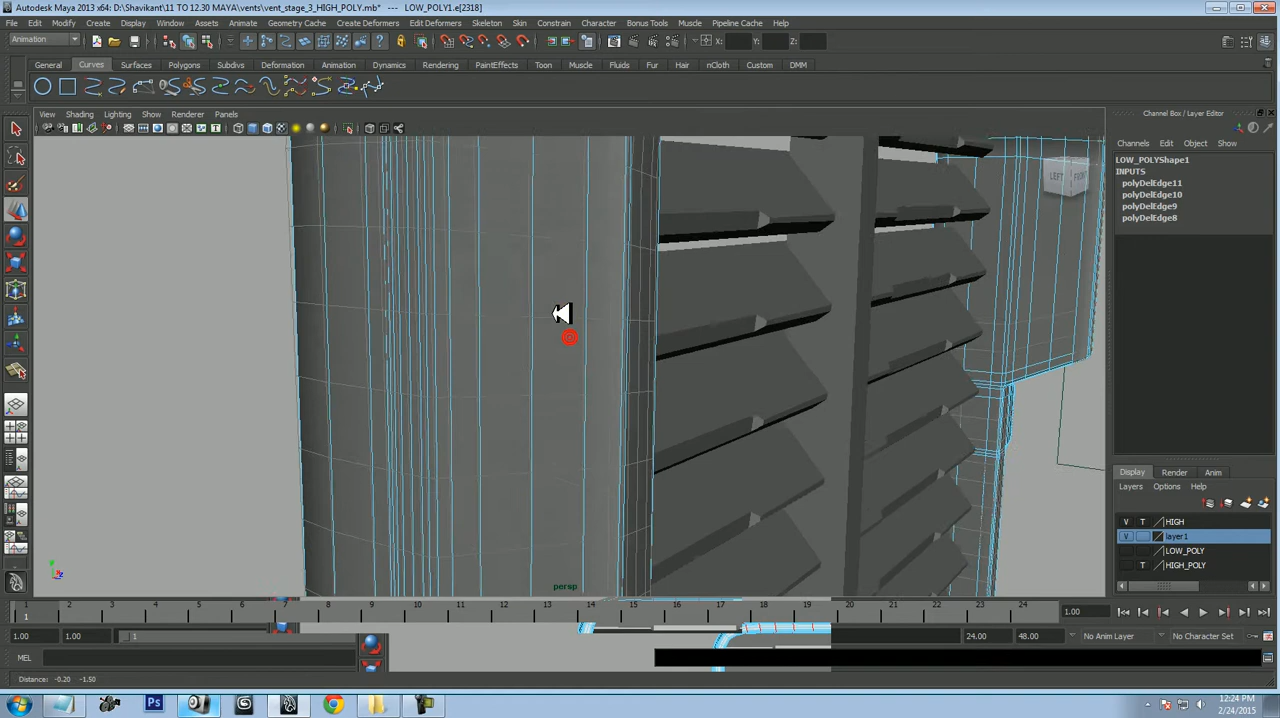 Autodesk Maya 2013 x64: D:\Shavikant\11 TO 12.30 MAYA\vents\vent_stage_3_HIGH_POLY.mb* --- LOW_POLY1.e[2318]
File Edit Modify Create Display Window Assets Animate Geometry Cache Create Deformers Edit Deformers Skeleton Skin Constrain Character Bonus Tools Muscle Pipeline Cache Help
Animation X: Y: Z:
General Curves Surfaces Polygons Subdivs Deformation Animation Dynamics Rendering PaintEffects Toon Muscle Fluids Fur Hair nCloth Custom DMM
View Shading Lighting Show Renderer Panels
Channel Box / Layer Editor
Channels Edit Object Show
LOW_POLYShape1
INPUTS
polyDelEdge11
polyDelEdge10
polyDelEdge9
polyDelEdge8
LEFT FRONT
persp
Display Render Anim
Layers Options Help
V T HIGH
V layer1
LOW_POLY
T HIGH_POLY
1 2 3 4 5 6 7 8 9 10 11 12 13 14 15 16 17 18 19 20 21 22 23 24
1 1.00
1.00 1.00 1 24.00 48.00 No Anim Layer No Character Set
MEL
Distance: -0.20 -1.50
Ps
12:24 PM
2/24/2015